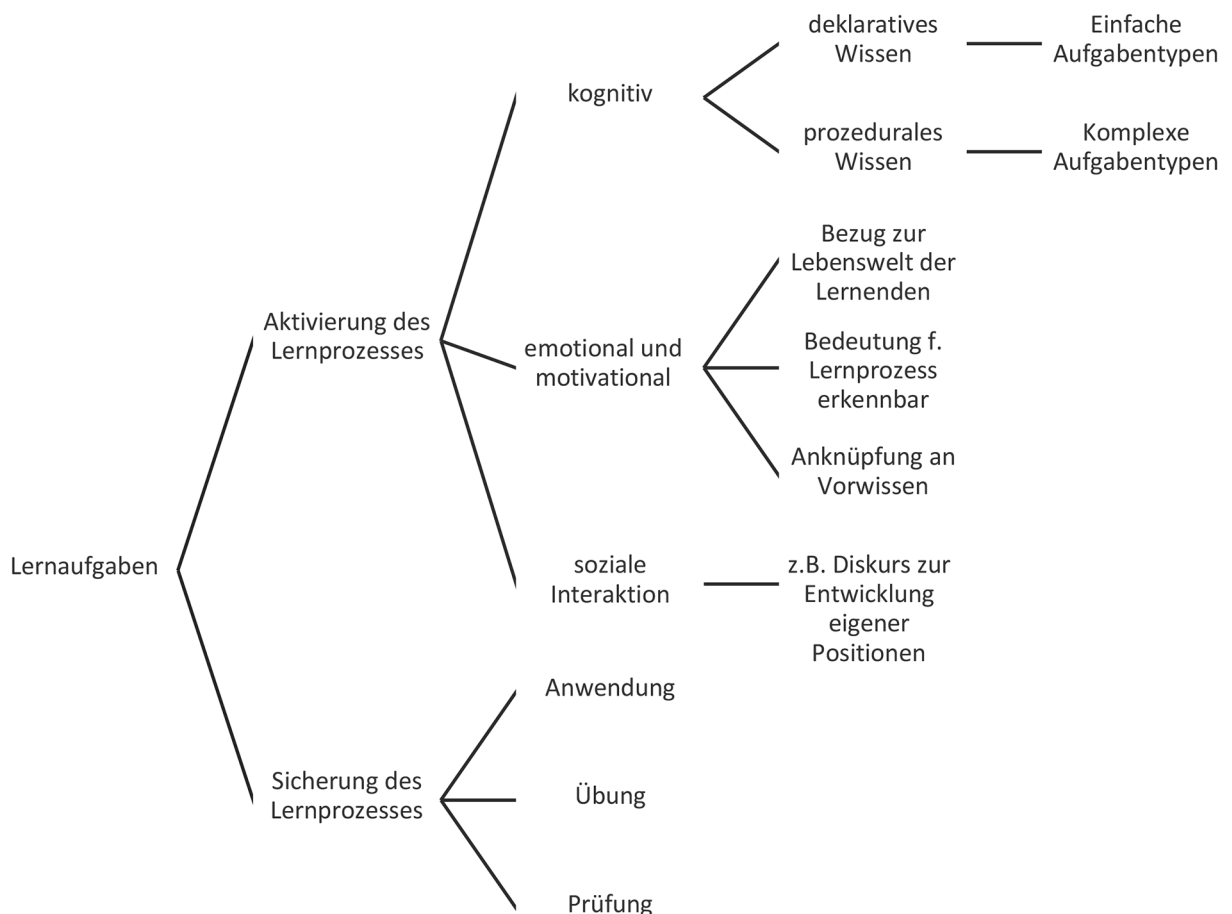 Lernaufgaben
Aktivierung des
Lernprozesses
kognitiv
deklaratives
Wissen
Einfache
Aufgabentypen
prozedurales
Wissen
Komplexe
Aufgabentypen
emotional und
motivational
Bezug zur
Lebenswelt der
Lernenden
Bedeutung f.
Lernprozess
erkennbar
Anknüpfung an
Vorwissen
soziale
Interaktion
z.B. Diskurs zur
Entwicklung
eigener
Positionen
Sicherung des
Lernprozesses
Anwendung
Übung
Prüfung